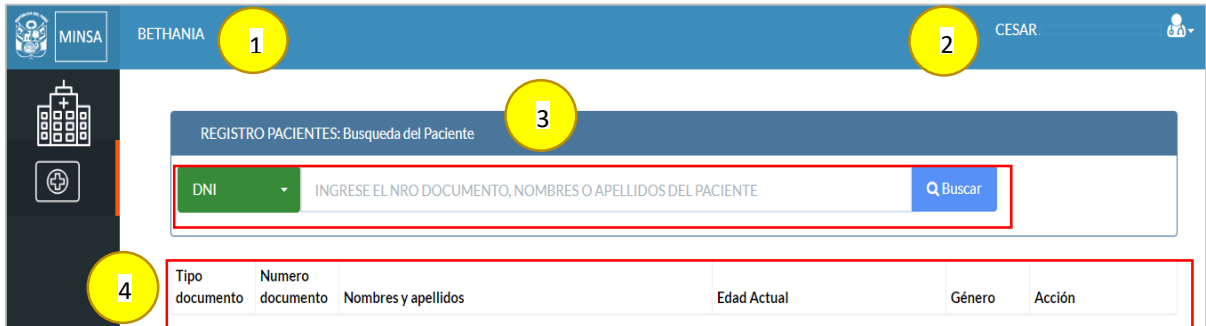 MINSA
BETHANIA
1
2
CESAR
3
REGISTRO PACIENTES: Busqueda del Paciente
DNI
INGRESE EL NRO DOCUMENTO, NOMBRES O APELLIDOS DEL PACIENTE
Buscar
4
Tipo documento
Numero documento
Nombres y apellidos
Edad Actual
Género
Acción